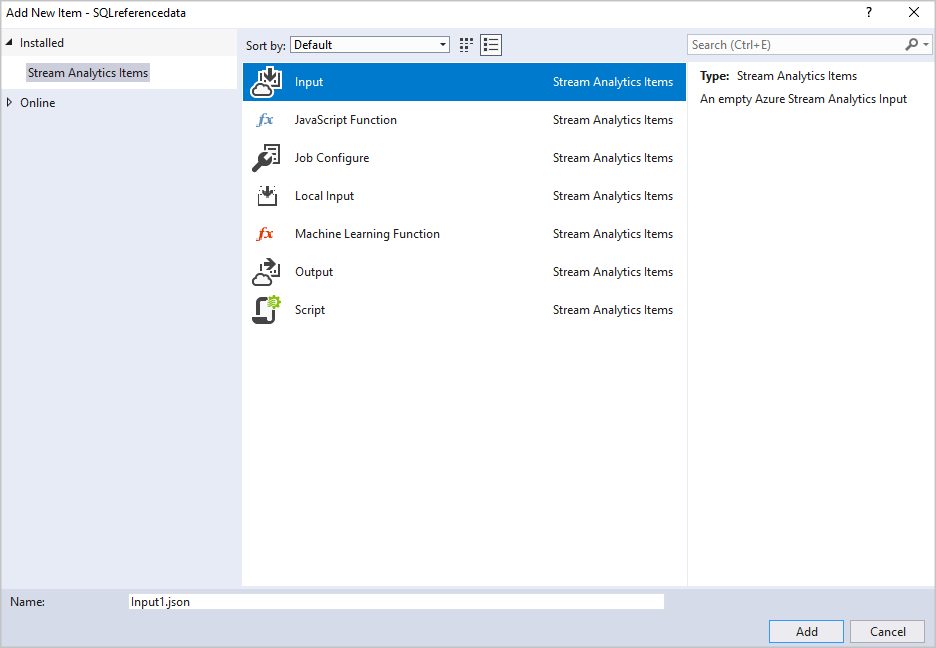 Add New Item - SQLreferencedata ?
Installed
Stream Analytics Items
Online
Sort by: Default
Search (Ctrl+E)
Input Stream Analytics Items
fx JavaScript Function Stream Analytics Items
Job Configure Stream Analytics Items
Local Input Stream Analytics Items
fx Machine Learning Function Stream Analytics Items
Output Stream Analytics Items
Script Stream Analytics Items
Type: Stream Analytics Items
An empty Azure Stream Analytics Input
Name: Input1.json
Add Cancel